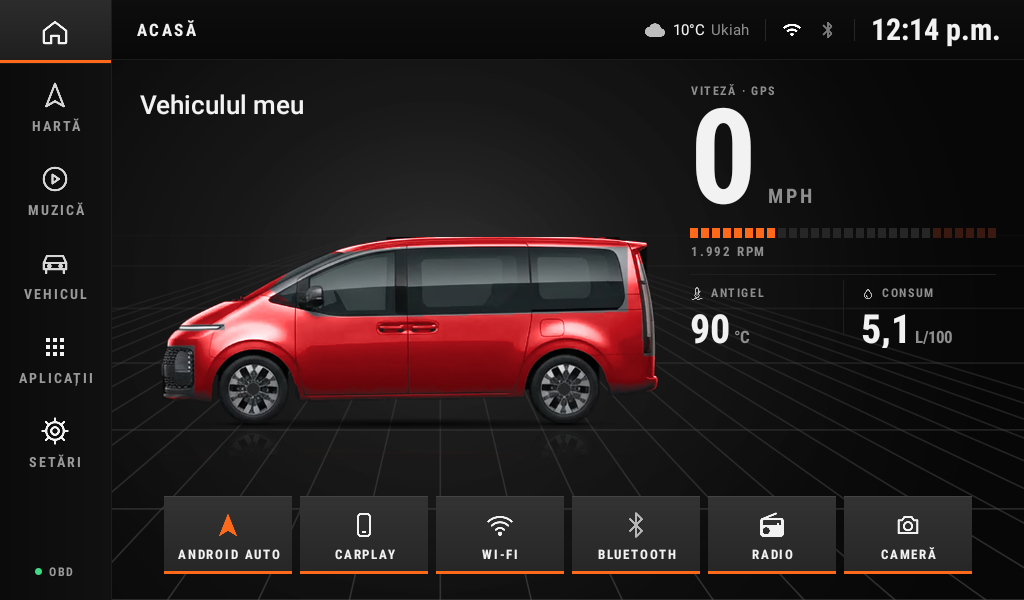 ACASĂ
10°C Ukiah
12:14 p.m.
HARTĂ
MUZICĂ
VEHICUL
APLICAȚII
SETĂRI
OBD
Vehiculul meu
VITEZĂ · GPS
0 MPH
1.992 RPM
ANTIGEL
90 °C
CONSUM
5,1 L/100
ANDROID AUTO
CARPLAY
WI-FI
BLUETOOTH
RADIO
CAMERĂ